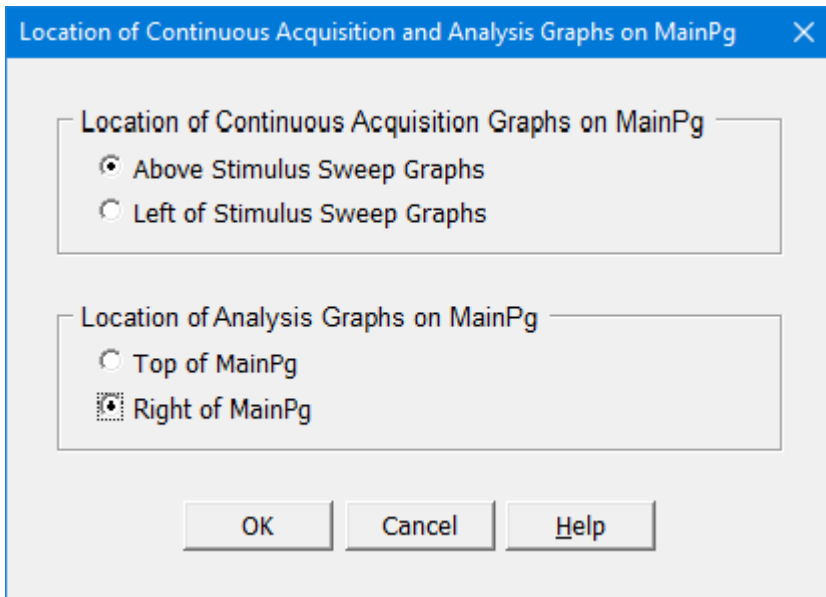 Location of Continuous Acquisition and Analysis Graphs on MainPg
Location of Continuous Acquisition Graphs on MainPg
Above Stimulus Sweep Graphs
Left of Stimulus Sweep Graphs
Location of Analysis Graphs on MainPg
Top of MainPg
Right of MainPg
OK Cancel Help